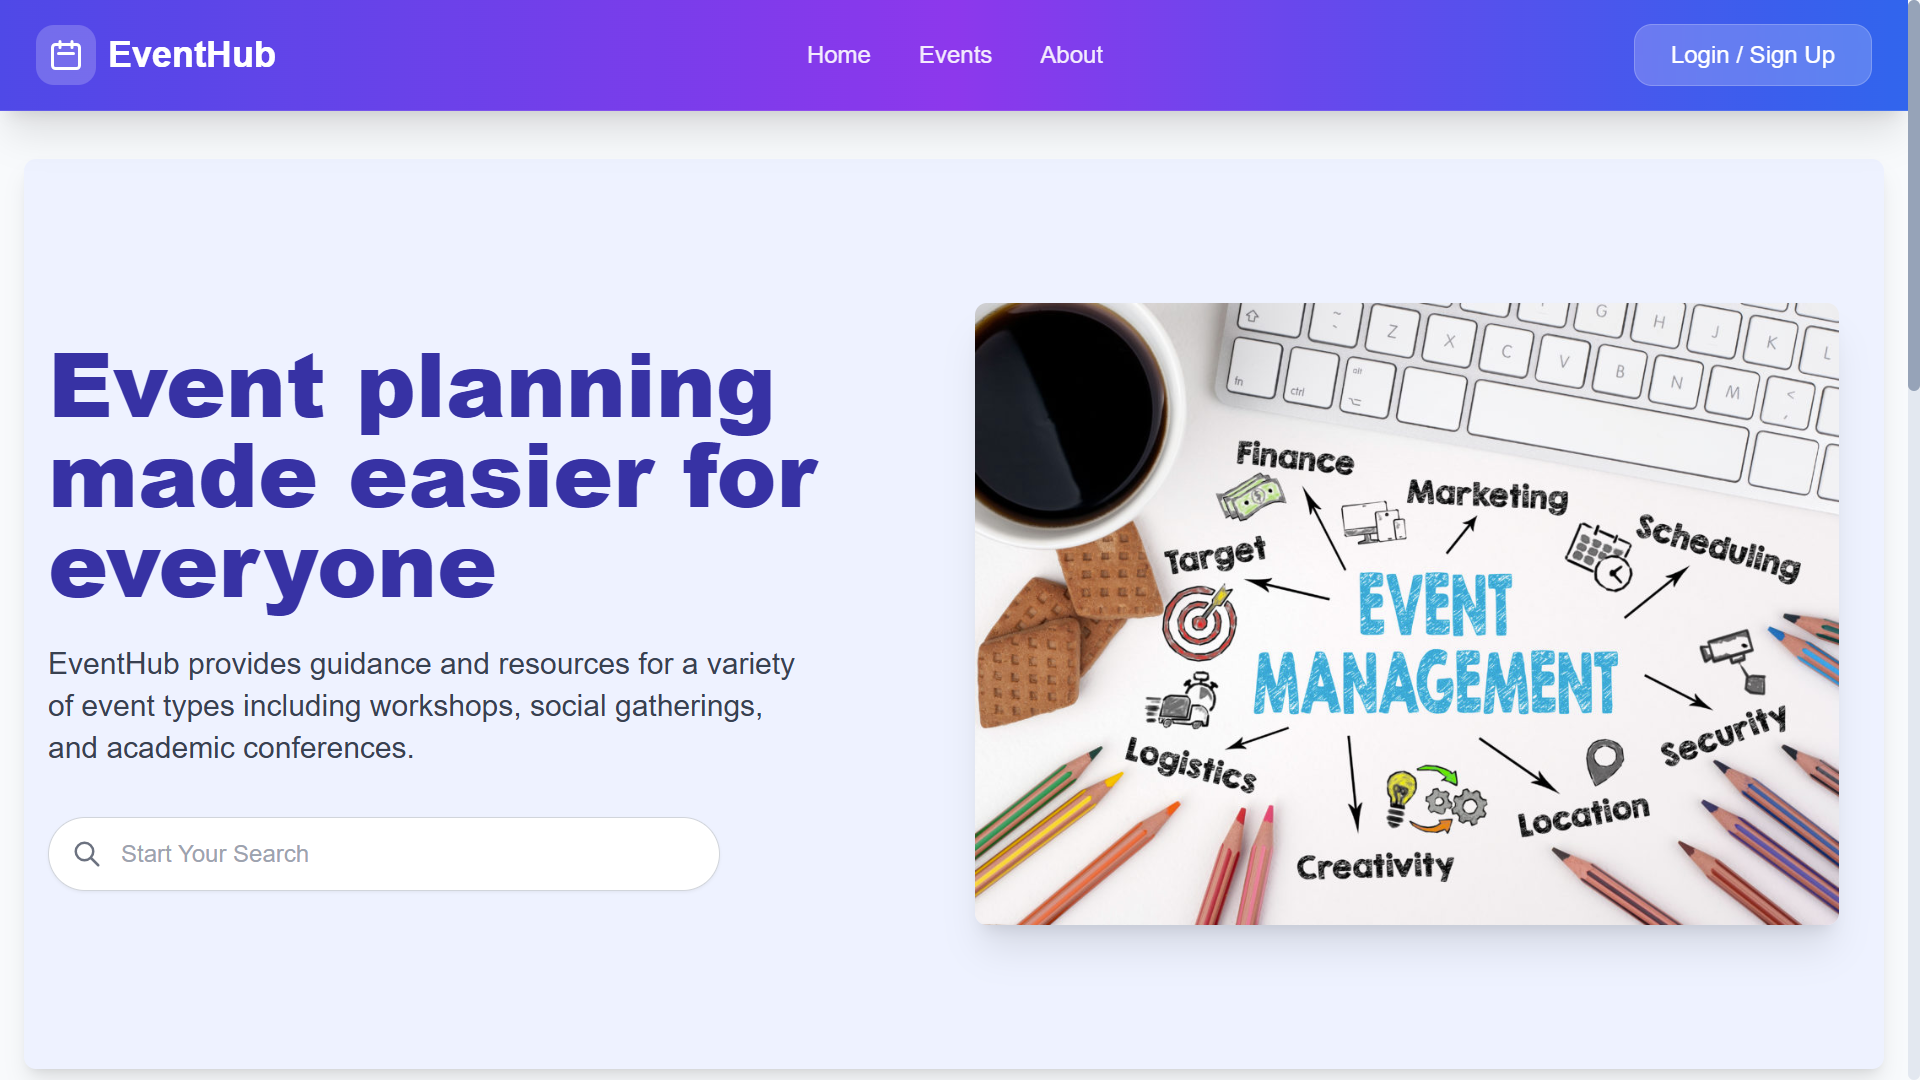 EventHub
Home
Events
About
Login / Sign Up
Event planning
made easier for
everyone
EventHub provides guidance and resources for a variety
of event types including workshops, social gatherings,
and academic conferences.
Start Your Search
G
H
J
K
L
Z
X
C
V
B
N
M
fn
ctrl
alt
Finance
Marketing
Scheduling
Target
EVENT
MANAGEMENT
Security
Logistics
Location
Creativity